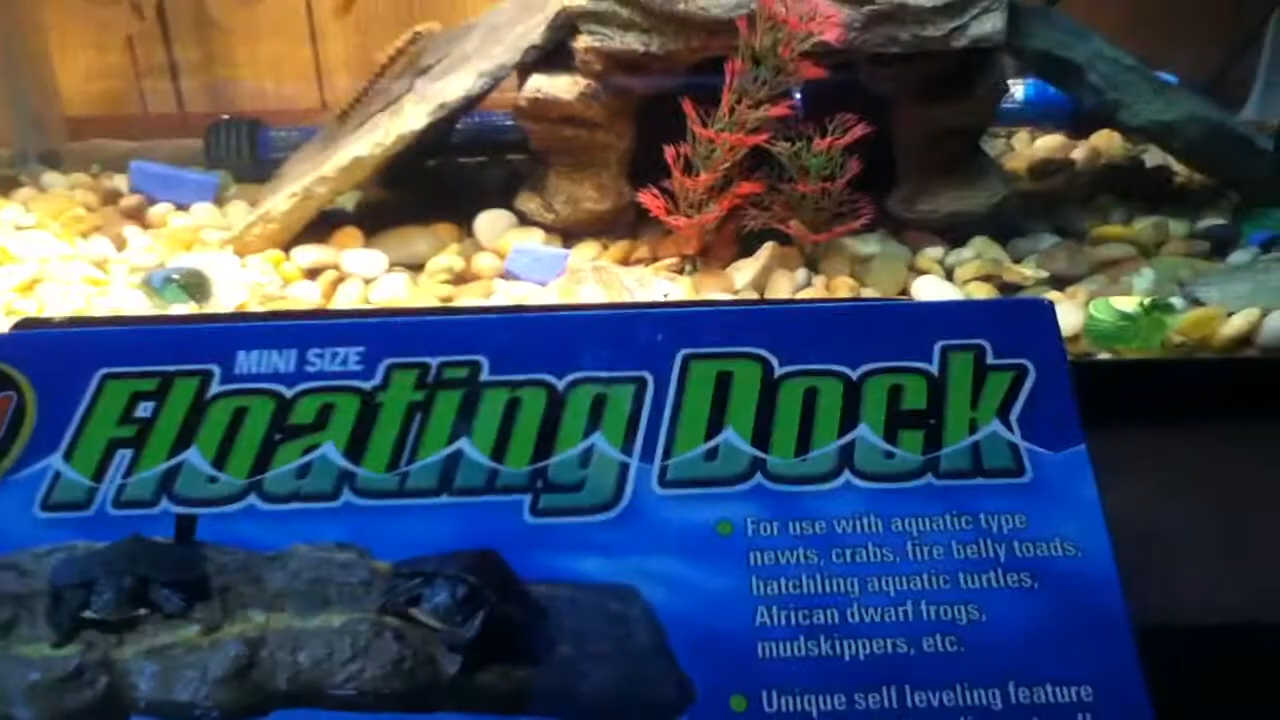 MINI SIZE
Floating Dock
For use with aquatic type
newts, crabs, fire belly toads,
hatchling aquatic turtles,
African dwarf frogs,
mudskippers, etc.
Unique self leveling feature